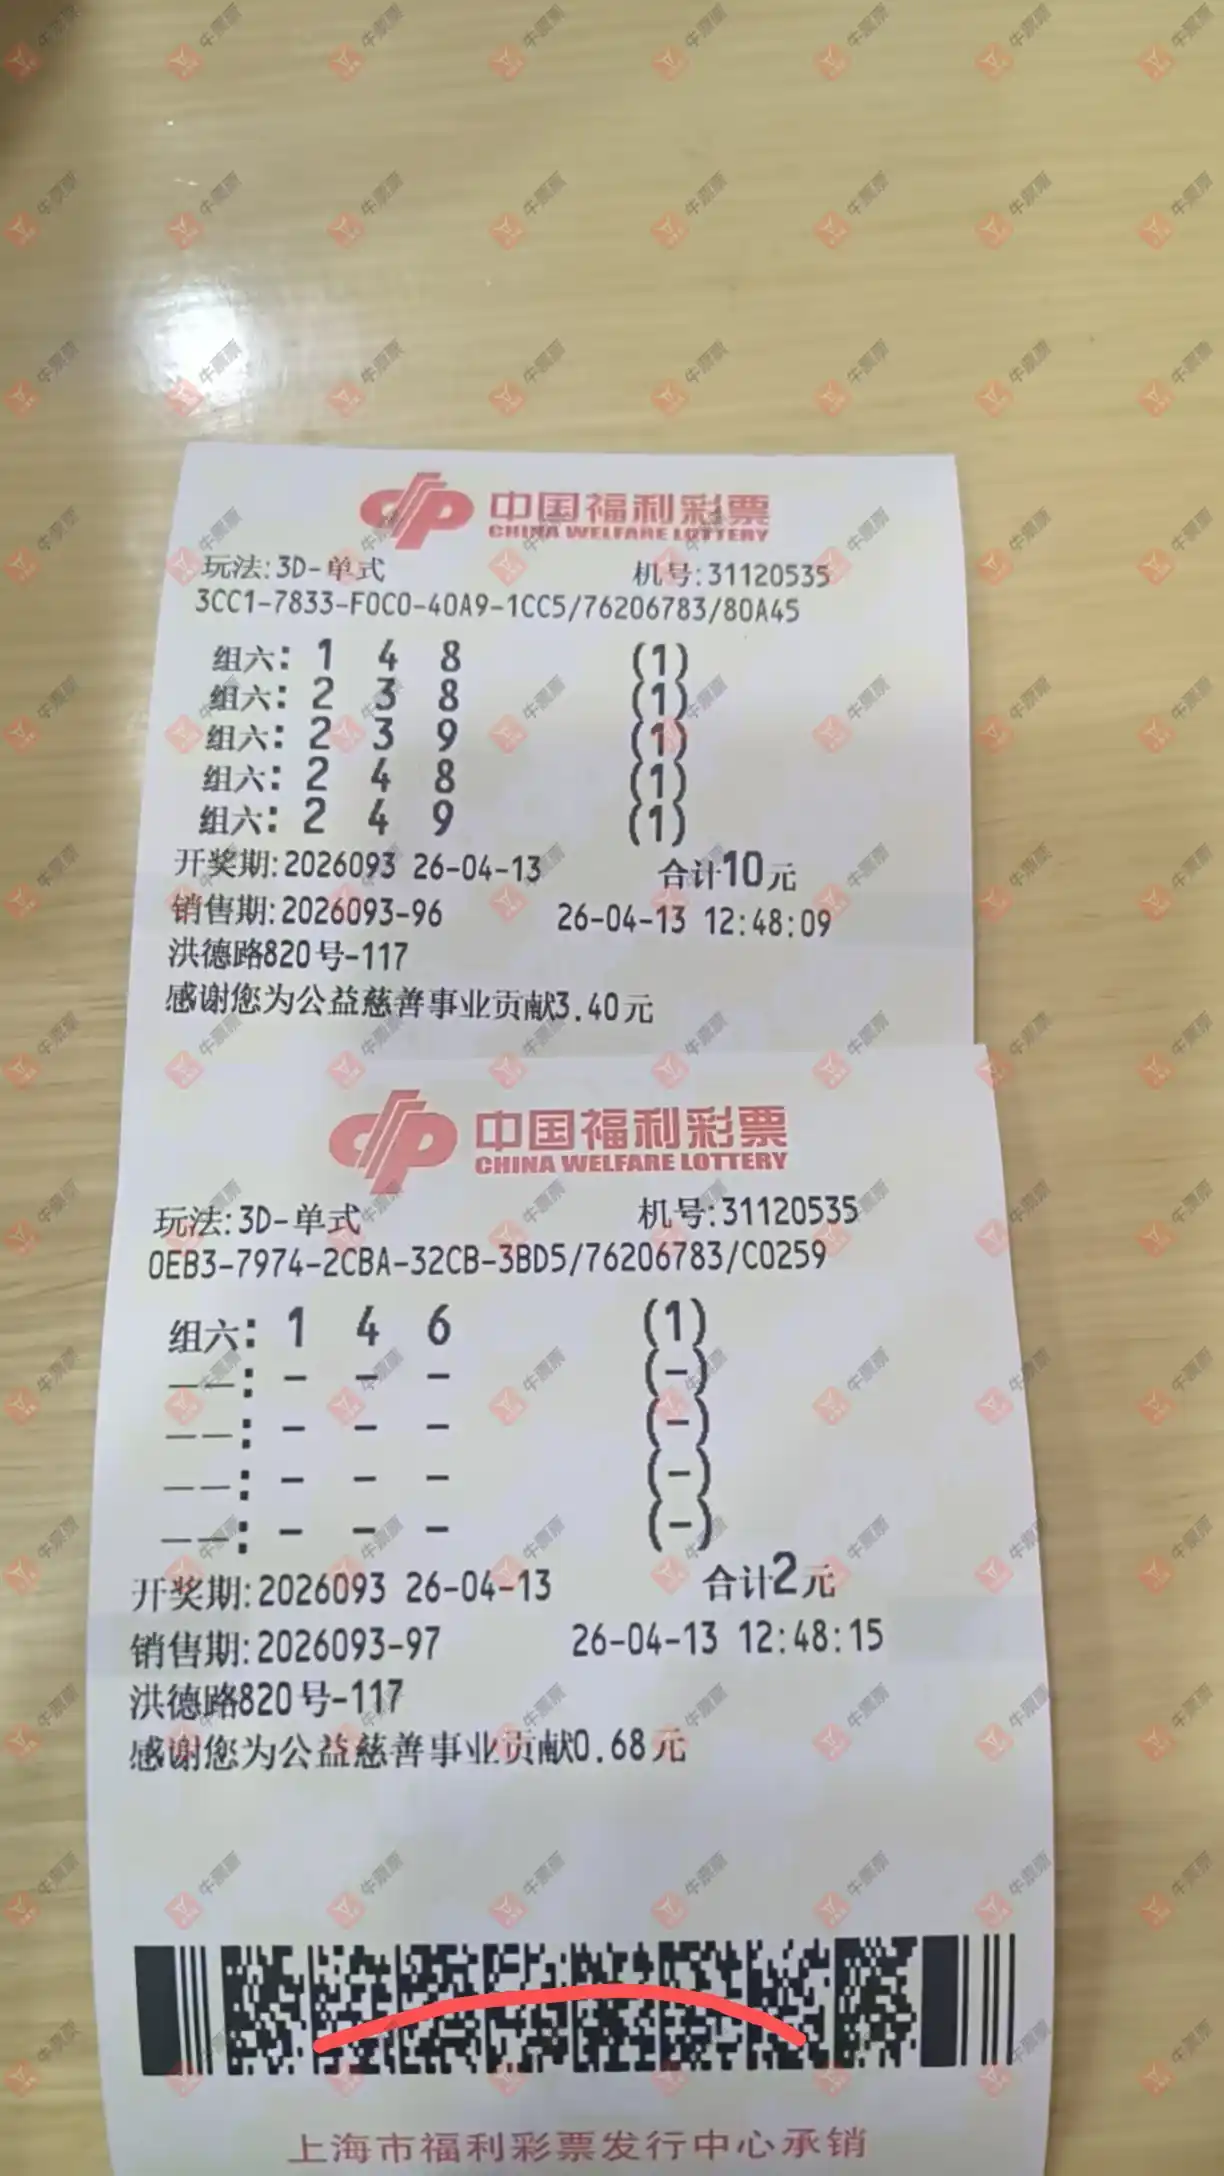 中国福利彩票
CHINA WELFARE LOTTERY
玩法:3D-单式 机号:31120535
3CC1-7833-F0C0-40A9-1CC5/76206783/80A45
组六: 1 4 8 (1)
组六: 2 3 8 (1)
组六: 2 3 9 (1)
组六: 2 4 8 (1)
组六: 2 4 9 (1)
开奖期:2026093 26-04-13 合计10元
销售期:2026093-96 26-04-13 12:48:09
洪德路820号-117
感谢您为公益慈善事业贡献3.40元
中国福利彩票
CHINA WELFARE LOTTERY
玩法:3D-单式 机号:31120535
0EB3-7974-2CBA-32CB-3BD5/76206783/C0259
组六: 1 4 6 (1)
——: - - - (-)
——: - - - (-)
——: - - - (-)
——: - - - (-)
开奖期:2026093 26-04-13 合计2元
销售期:2026093-97 26-04-13 12:48:15
洪德路820号-117
感谢您为公益慈善事业贡献0.68元
上海市福利彩票发行中心承销